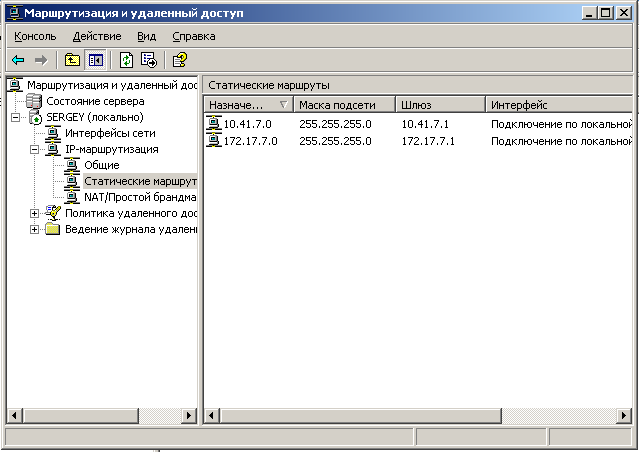 Маршрутизация и удаленный доступ
Консоль Действие Вид Справка
Маршрутизация и удаленный дос
Состояние сервера
SERGEY (локально)
Интерфейсы сети
IP-маршрутизация
Общие
Статические маршрут
NAT/Простой брандма
Политика удаленного дос
Ведение журнала удален
Статические маршруты
Назначе... Маска подсети Шлюз Интерфейс
10.41.7.0 255.255.255.0 10.41.7.1 Подключение по локальной
172.17.7.0 255.255.255.0 172.17.7.1 Подключение по локальной